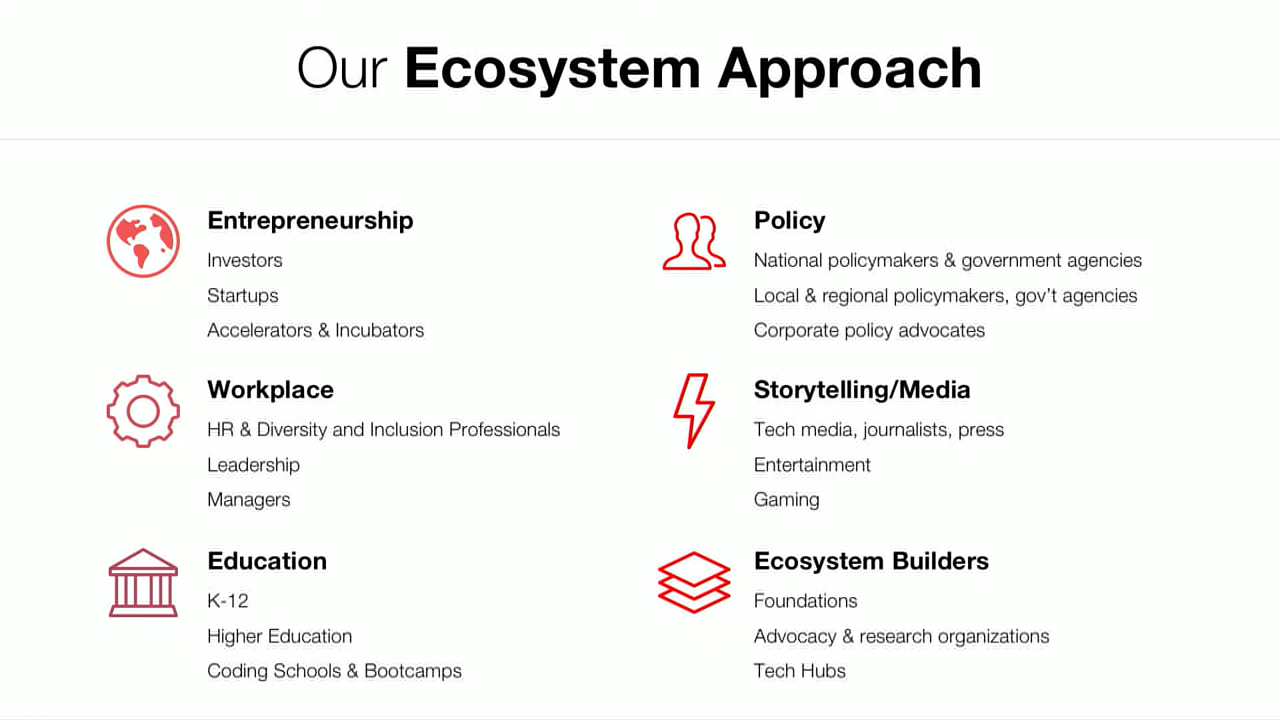 Our Ecosystem Approach
Entrepreneurship
Investors
Startups
Accelerators & Incubators
Workplace
HR & Diversity and Inclusion Professionals
Leadership
Managers
Education
K-12
Higher Education
Coding Schools & Bootcamps
Policy
National policymakers & government agencies
Local & regional policymakers, gov't agencies
Corporate policy advocates
Storytelling/Media
Tech media, journalists, press
Entertainment
Gaming
Ecosystem Builders
Foundations
Advocacy & research organizations
Tech Hubs